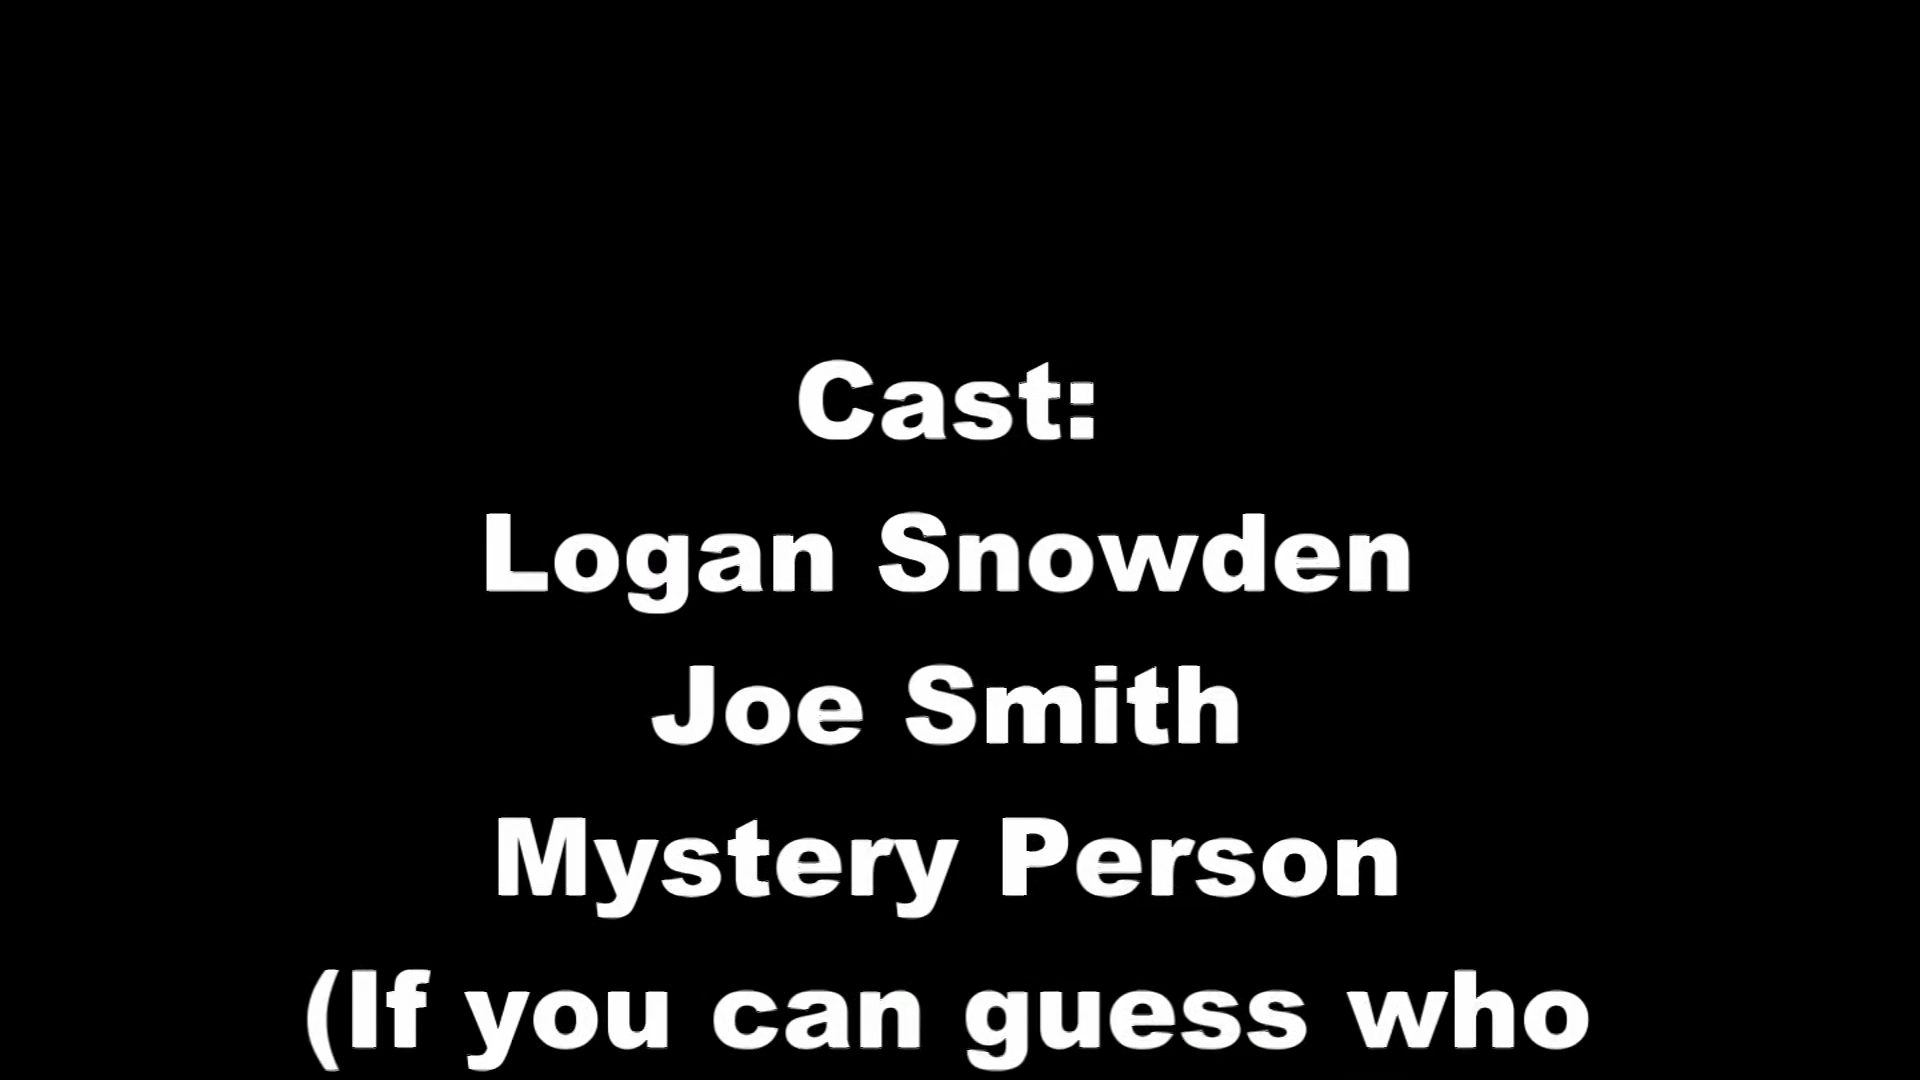 Cast:
Logan Snowden
Joe Smith
Mystery Person
(If you can guess who